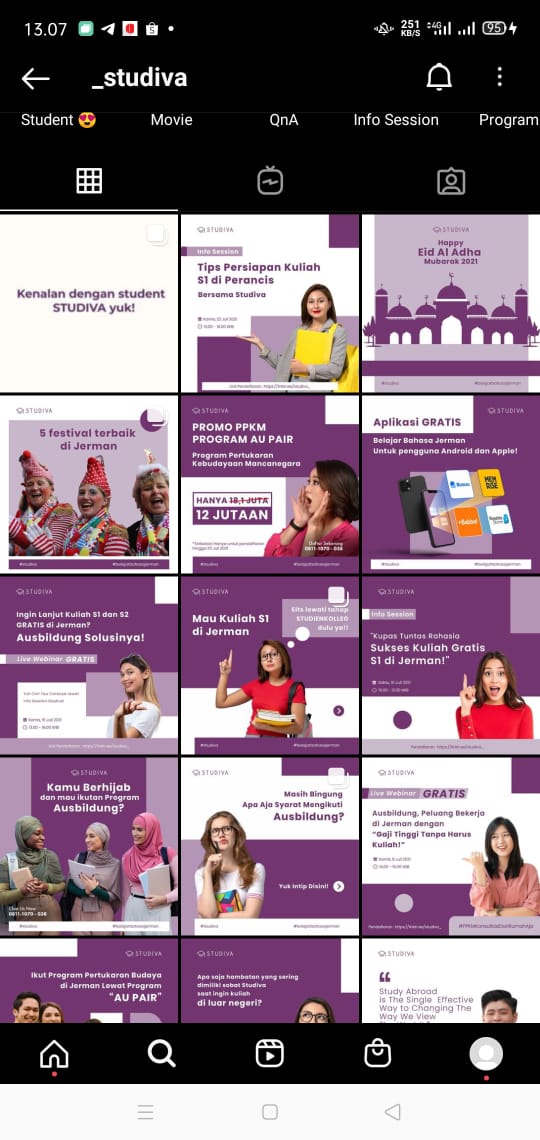 13.07
251
KB/S
4G
95
_studiva
Student 😍
Movie
QnA
Info Session
Program
Kenalan dengan student
STUDIVA yuk!
STUDIVA
Info Session
Tips Persiapan Kuliah
S1 di Perancis
Bersama Studiva
STUDIVA
Happy
Eid Al Adha
Mubarak 2021
#studiva
#belajarbahasajerman
STUDIVA
5 festival terbaik
di Jerman
#studiva
#belajarbahasajerman
STUDIVA
PROMO PPKM
PROGRAM AU PAIR
Program Pertukaran
Kebudayaan Mancanegara
HANYA 18,1 JUTA
12 JUTAAN
Daftar Sekarang
0811-1070-038
#studiva
#belajarbahasajerman
STUDIVA
Aplikasi GRATIS
Belajar Bahasa Jerman
Untuk pengguna Android dan Apple!
Busuu
MEM
RISE
+Babbel
#studiva
#belajarbahasajerman
STUDIVA
Ingin Lanjut Kuliah S1 dan S2
GRATIS di Jerman?
Ausbildung Solusinya!
Live Webinar GRATIS
STUDIVA
Mau Kuliah S1
di Jerman
Eits lewati tahap
STUDIENKOLLEG
dulu ya!!
#studiva
#belajarbahasajerman
STUDIVA
Info Session
"Kupas Tuntas Rahasia
Sukses Kuliah Gratis
S1 di Jerman!"
STUDIVA
Kamu Berhijab
dan mau ikutan Program
Ausbildung?
Chat Us Now
0811-1070-038
#studiva
#belajarbahasajerman
STUDIVA
Masih Bingung
Apa Aja Syarat Mengikuti
Ausbildung?
Yuk Intip Disini!
#studiva
#belajarbahasajerman
STUDIVA
Live Webinar GRATIS
Ausbildung, Peluang Bekerja
di Jerman dengan
"Gaji Tinggi Tanpa Harus
Kuliah!"
#PPKMKonsultasiDariRumahAja
STUDIVA
Ikut Program Pertukaran Budaya
di Jerman Lewat Program
"AU PAIR"
STUDIVA
Apa saja hambatan yang sering
dimiliki sobat Studiva
saat ingin kuliah
di luar negeri?
STUDIVA
Study Abroad
is The Single Effective
Way to Changing The
Way We View